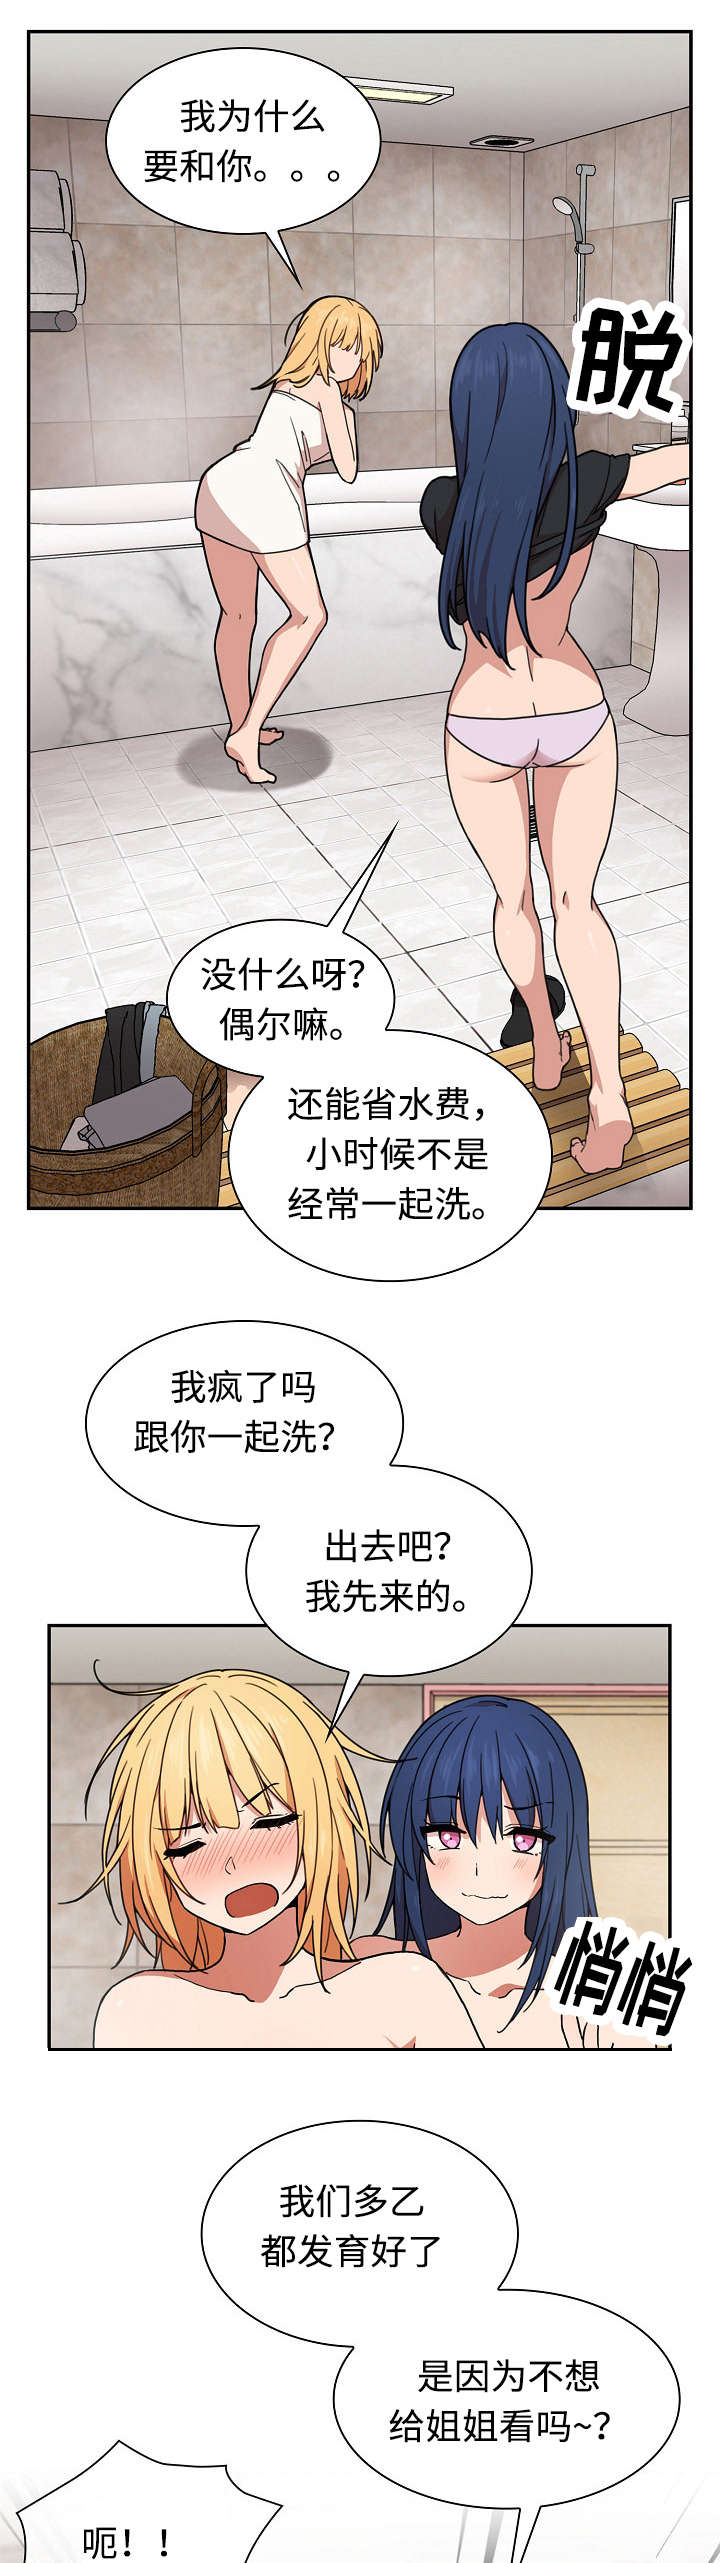 我为什么
要和你。。。
脱
没什么呀?
偶尔嘛。
还能省水费，
小时候不是
经常一起洗。
我疯了吗
跟你一起洗?
出去吧?
我先来的。
悄悄
我们多乙
都发育好了
是因为不想
给姐姐看吗~?
呃！！